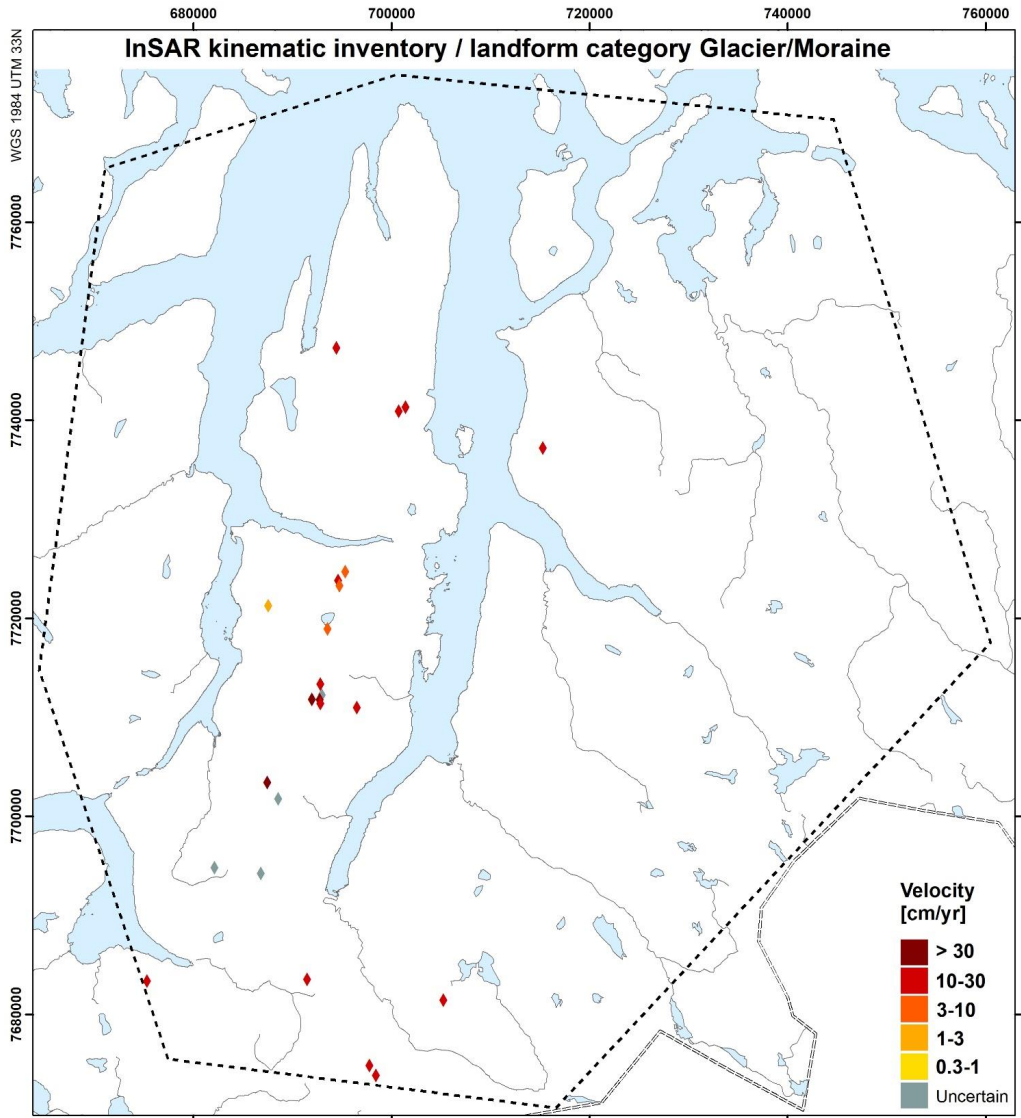 680000 700000 720000 740000 760000
InSAR kinematic inventory / landform category Glacier/Moraine
WGS 1984 UTM 33N
7760000
7740000
7720000
7700000
7680000
Velocity
[cm/yr]
> 30
10-30
3-10
1-3
0.3-1
Uncertain